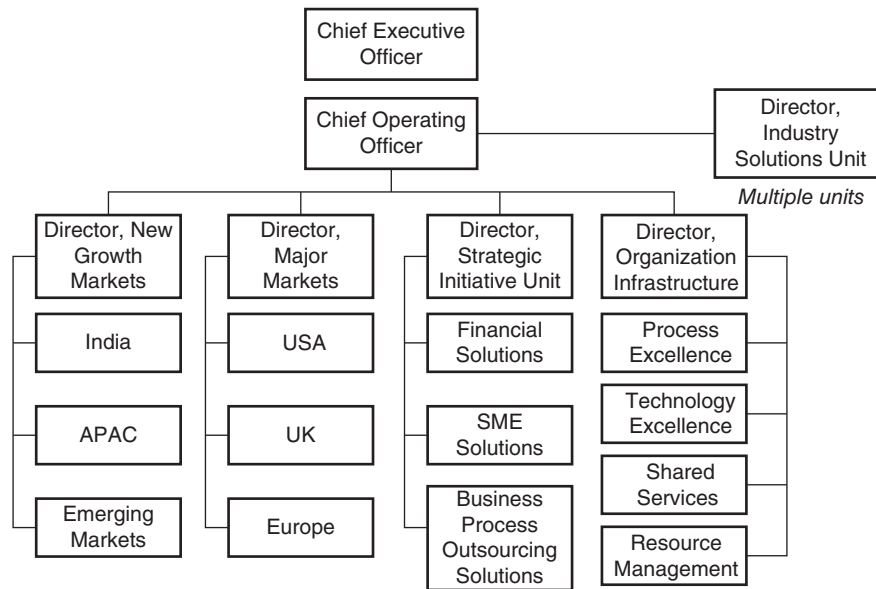 Chief Executive
Officer
Chief Operating
Officer
Director,
Industry
Solutions Unit
Multiple units
Director, New
Growth
Markets
India
APAC
Emerging
Markets
Director,
Major
Markets
USA
UK
Europe
Director,
Strategic
Initiative Unit
Financial
Solutions
SME
Solutions
Business
Process
Outsourcing
Solutions
Director,
Organization
Infrastructure
Process
Excellence
Technology
Excellence
Shared
Services
Resource
Management